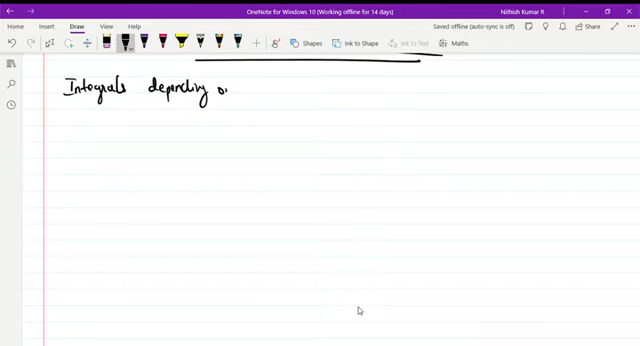 OneNote for Windows 10 (Working offline for 14 days)
Nithish Kumar R
Home Insert Draw View Help
Saved offline (auto-sync is off) Share
Shapes Ink to Shape Ink to Text Maths
Integrals depending o